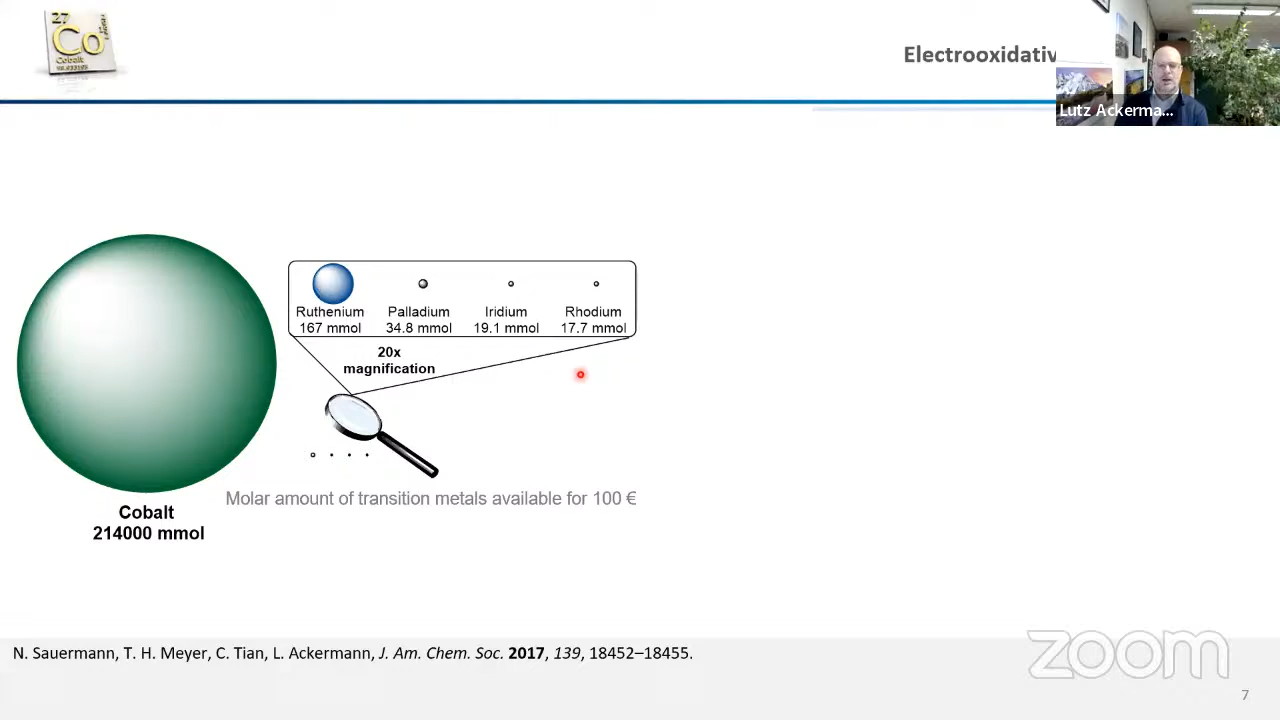 27
Co
Cobalt
Electrooxidativ
Lutz Ackerma...
Ruthenium
167 mmol
Palladium
34.8 mmol
Iridium
19.1 mmol
Rhodium
17.7 mmol
20x
magnification
Molar amount of transition metals available for 100 €
Cobalt
214000 mmol
N. Sauermann, T. H. Meyer, C. Tian, L. Ackermann, J. Am. Chem. Soc. 2017, 139, 18452–18455.
zoom
7